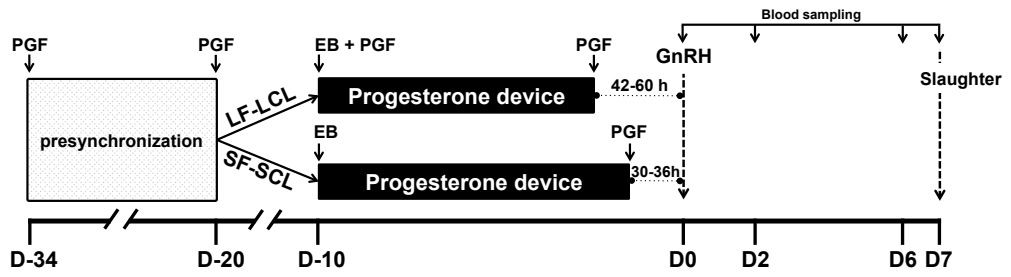 Blood sampling
PGF
PGF
EB + PGF
PGF
GnRH
Slaughter
Progesterone device
42-60 h
LF-LCL
presynchronization
EB
PGF
SF-SCL
Progesterone device
30-36h
D-34
D-20
D-10
D0
D2
D6
D7